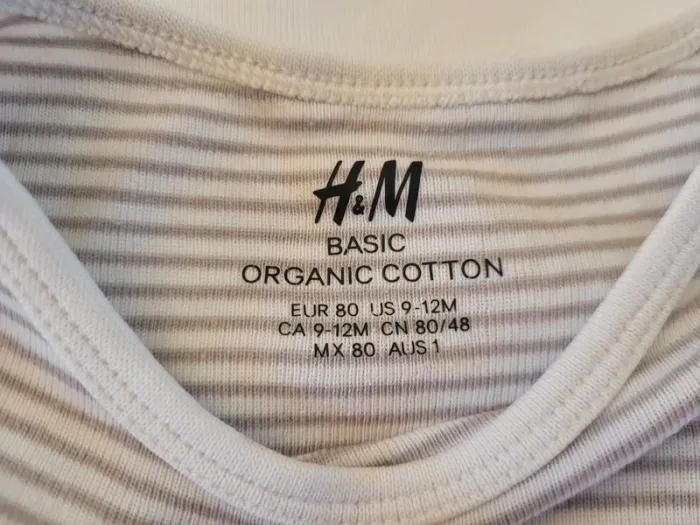 H&M
BASIC
ORGANIC COTTON
EUR 80 US 9-12M
CA 9-12M CN 80/48
MX 80 AUS 1